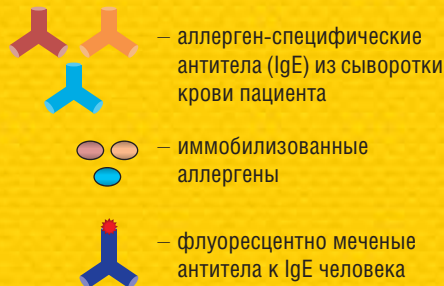 – аллерген-специфические
антитела (IgE) из сыворотки
крови пациента
– иммобилизованные
аллергены
– флуоресцентно меченые
антитела к IgE человека